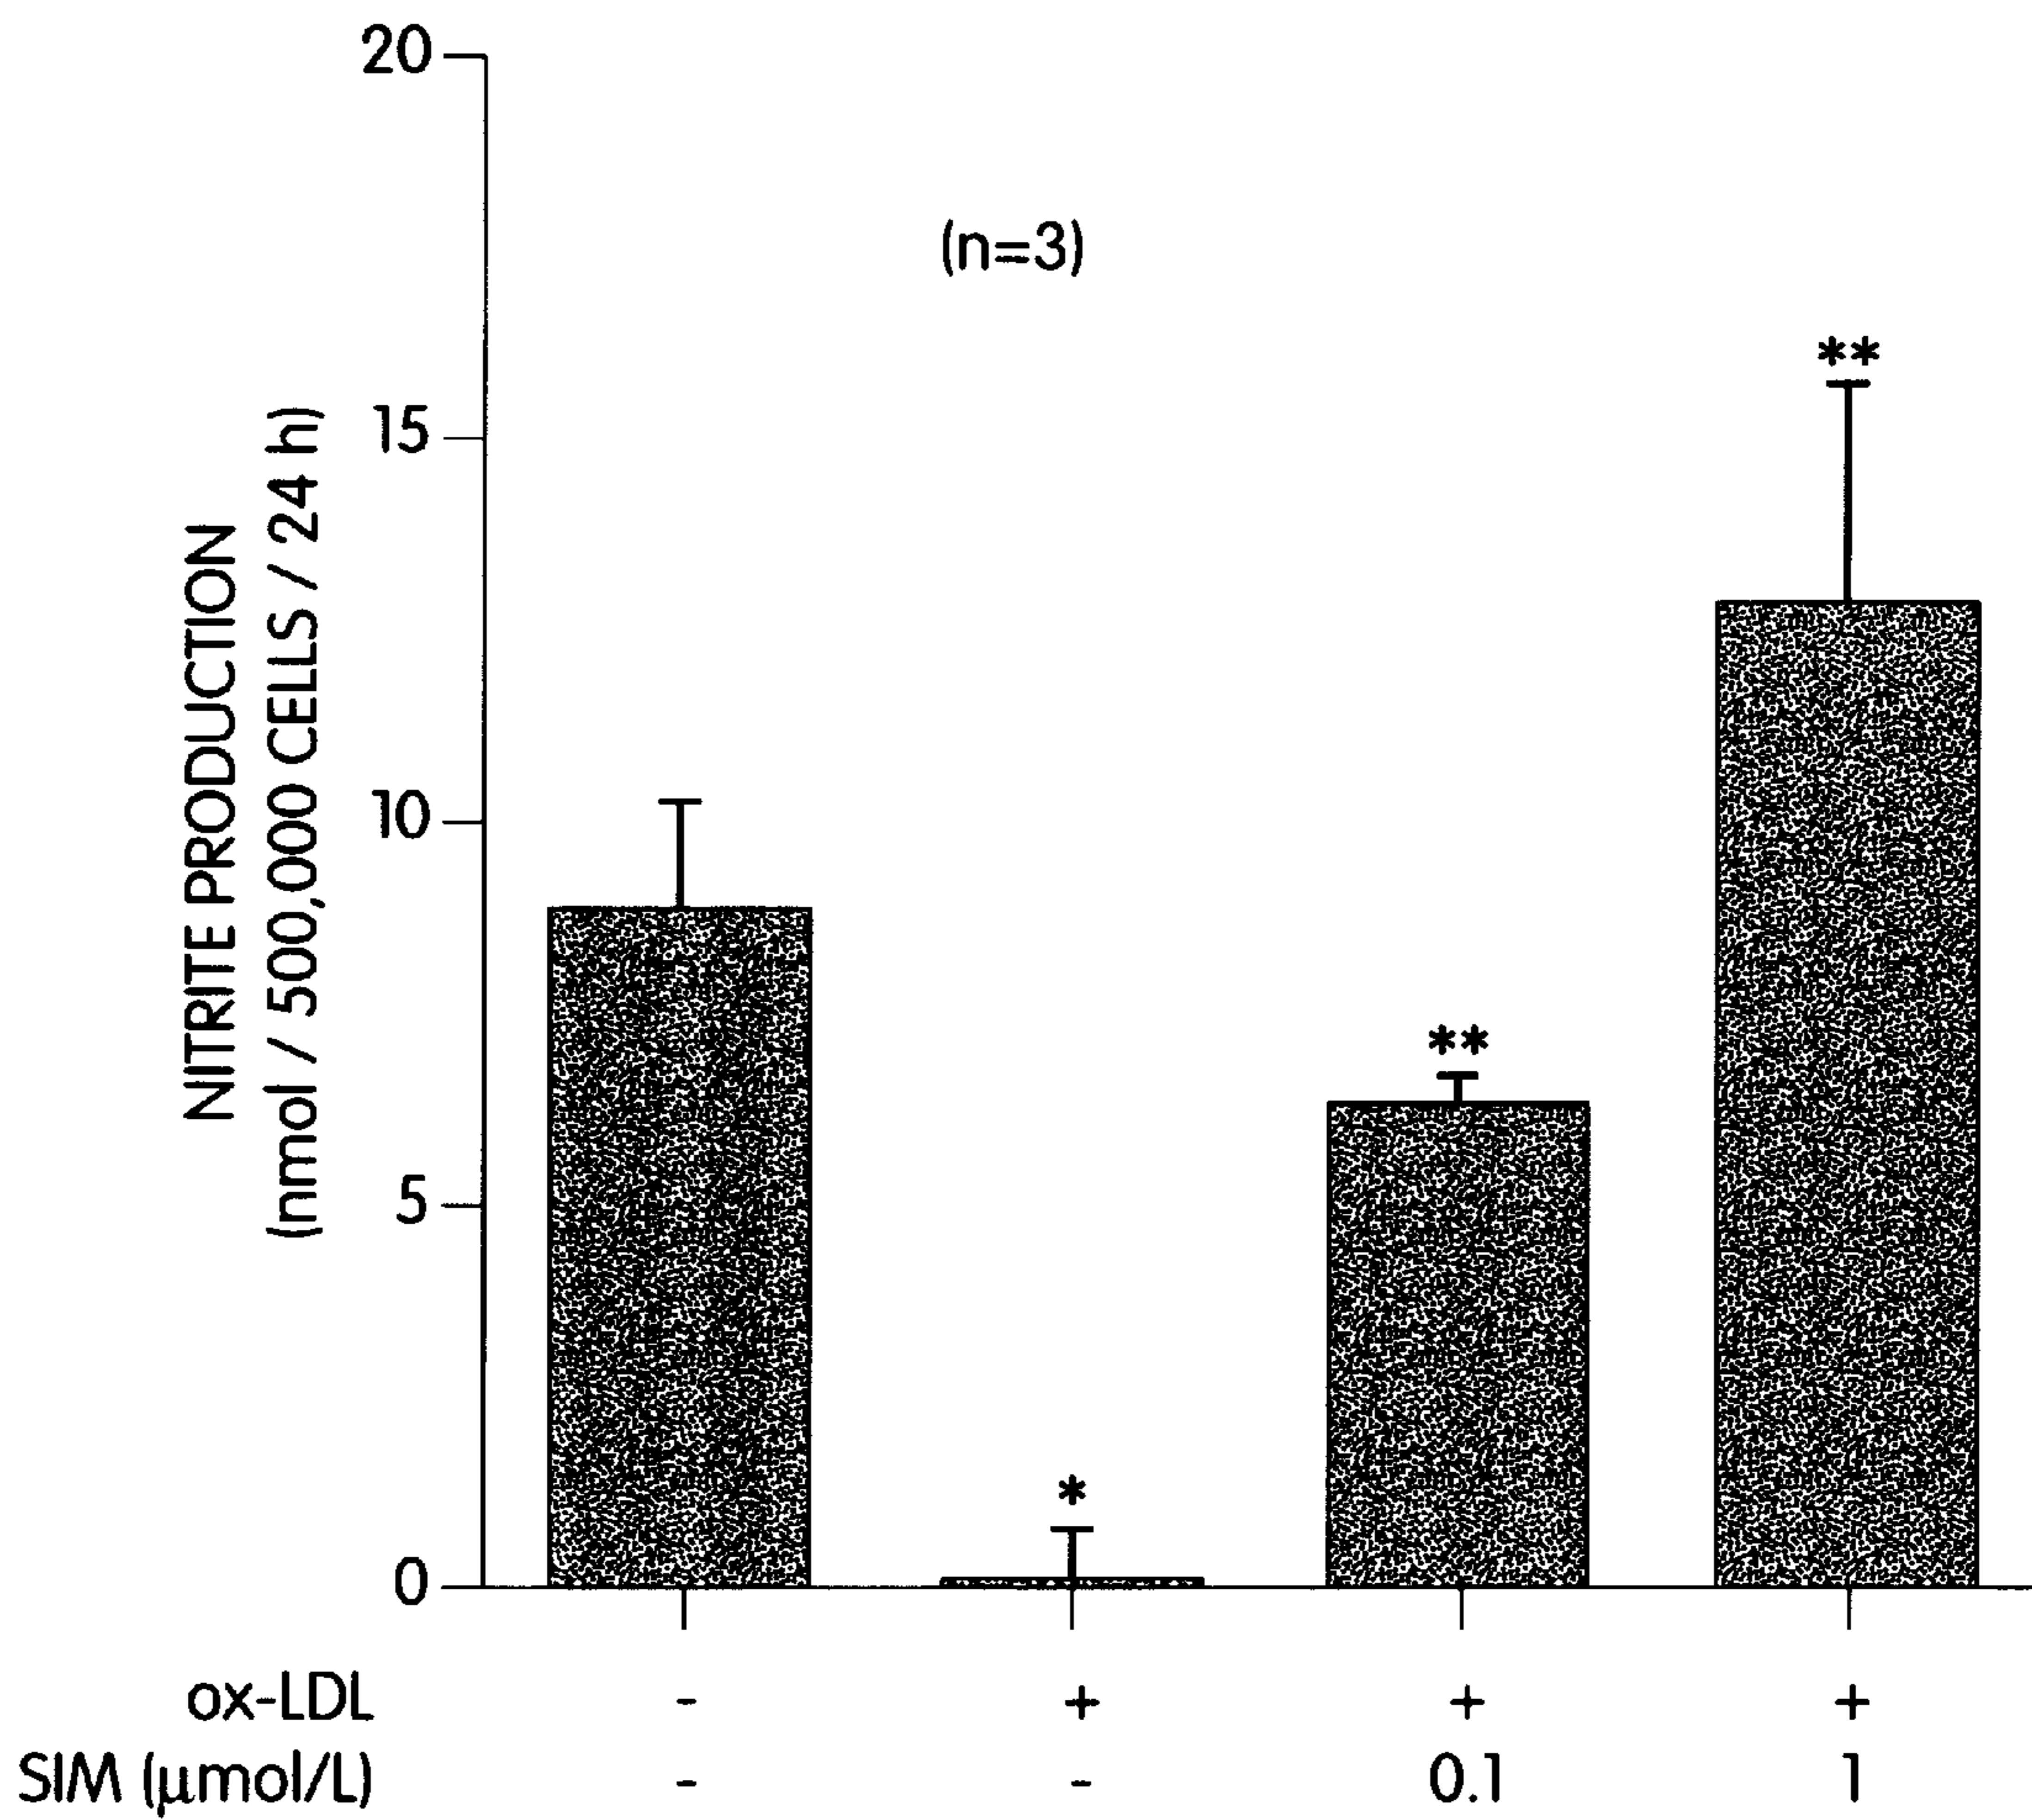 20
(n=3)
**
15
NITRITE PRODUCTION
(nmol / 500,000 CELLS / 24 h)
10
**
5
*
0
ox-LDL - + + +
SIM (μmol/L) - - 0.1 1